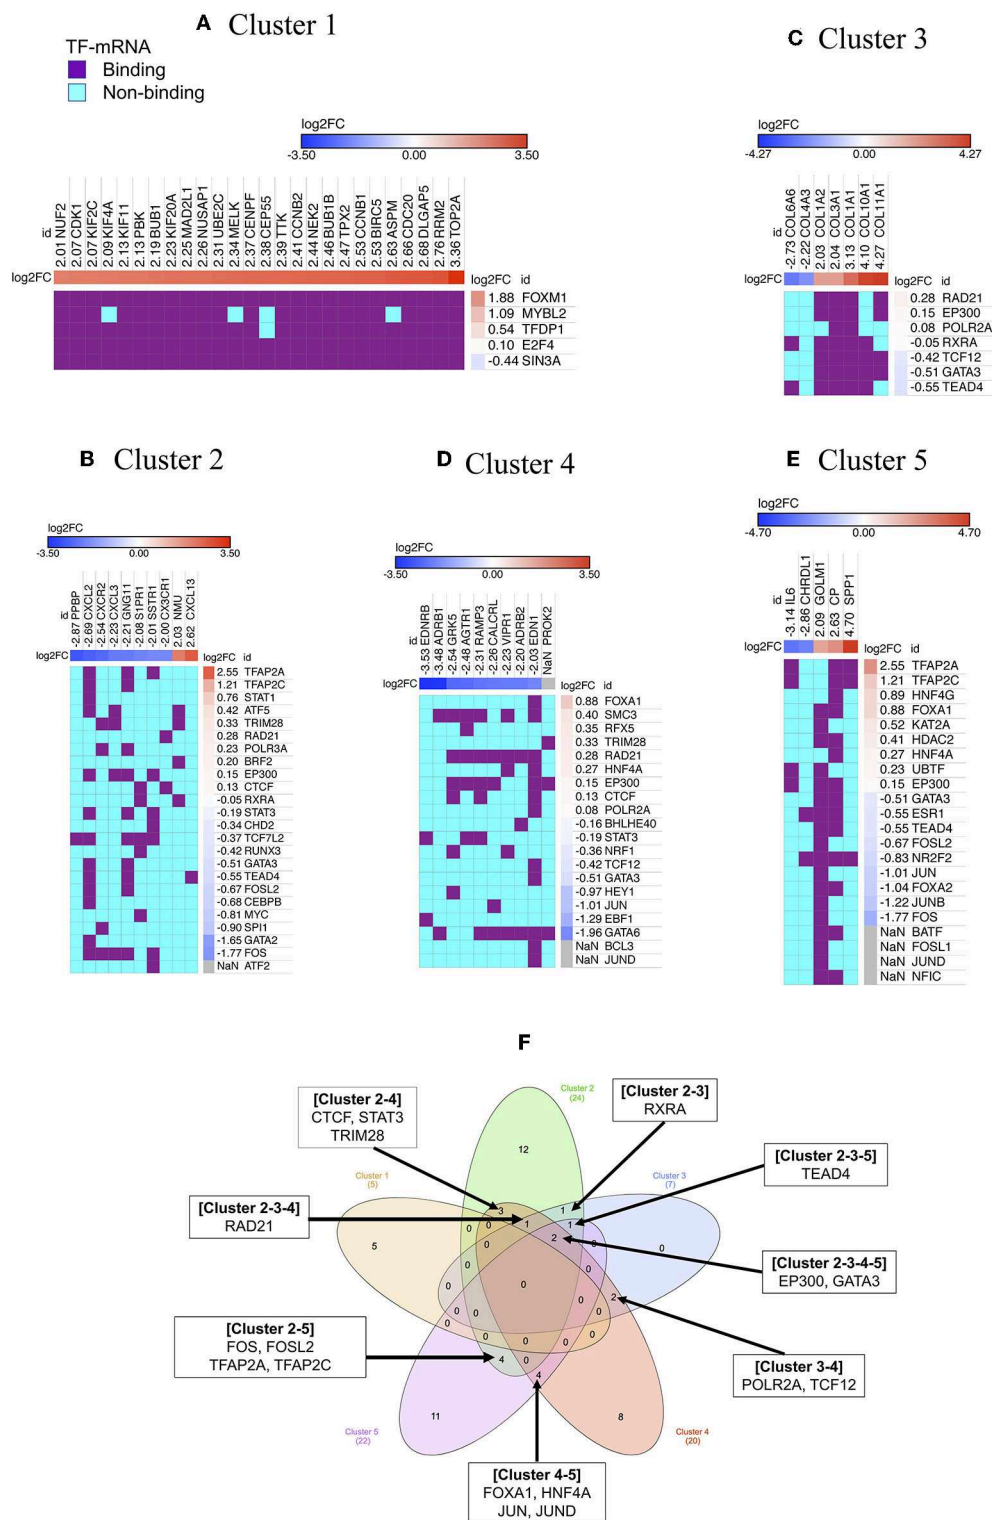 A Cluster 1
TF-mRNA
Binding
Non-binding
log2FC
-3.50 0.00 3.50
id
2.01 NUF2
2.07 CDK1
2.07 KIF2C
2.09 KIF4A
2.13 KIF11
2.13 PBK
2.19 BUB1
2.23 KIF20A
2.25 MAD2L1
2.26 NUSAP1
2.31 UBE2C
2.34 MELK
2.37 CENPF
2.38 CEP55
2.39 TTK
2.41 CCNB2
2.44 NEK2
2.46 BUB1B
2.47 TPX2
2.53 CCNB1
2.53 BIRC5
2.63 ASPM
2.66 CDC20
2.68 DLGAP5
2.76 RRM2
3.36 TOP2A
log2FC
log2FC id
1.88 FOXM1
1.09 MYBL2
0.54 TFDP1
0.10 E2F4
-0.44 SIN3A
C Cluster 3
log2FC
-4.27 0.00 4.27
id
-2.73 COL6A6
-2.22 COL4A3
2.03 COL1A2
2.04 COL3A1
3.13 COL1A1
4.10 COL10A1
4.27 COL11A1
log2FC
log2FC id
0.28 RAD21
0.15 EP300
0.08 POLR2A
-0.05 RXRA
-0.42 TCF12
-0.51 GATA3
-0.55 TEAD4
B Cluster 2
log2FC
-3.50 0.00 3.50
id
-2.87 PPBP
-2.69 CXCL2
-2.54 CXCR2
-2.23 CXCL3
-2.21 GNG11
-2.08 S1PR1
-2.01 SSTR1
-2.00 CX3CR1
2.03 NMU
2.62 CXCL13
log2FC
log2FC id
2.55 TFAP2A
1.21 TFAP2C
0.76 STAT1
0.42 ATF5
0.33 TRIM28
0.28 RAD21
0.23 POLR3A
0.20 BRF2
0.15 EP300
0.13 CTCF
-0.05 RXRA
-0.19 STAT3
-0.34 CHD2
-0.37 TCF7L2
-0.42 RUNX3
-0.51 GATA3
-0.55 TEAD4
-0.67 FOSL2
-0.68 CEBPB
-0.81 MYC
-0.90 SPI1
-1.65 GATA2
-1.77 FOS
NaN ATF2
D Cluster 4
log2FC
-3.50 0.00 3.50
id
-3.53 EDNRB
-3.48 ADRB1
-2.54 GRK5
-2.48 AGTR1
-2.31 RAMP3
-2.26 CALCRL
-2.23 VIPR1
-2.20 ADRB2
-2.03 EDN1
NaN PROK2
log2FC
log2FC id
0.88 FOXA1
0.40 SMC3
0.35 RFX5
0.33 TRIM28
0.28 RAD21
0.27 HNF4A
0.15 EP300
0.13 CTCF
0.08 POLR2A
-0.16 BHLHE40
-0.19 STAT3
-0.36 NRF1
-0.42 TCF12
-0.51 GATA3
-0.97 HEY1
-1.01 JUN
-1.29 EBF1
-1.96 GATA6
NaN BCL3
NaN JUND
E Cluster 5
log2FC
-4.70 0.00 4.70
id
-3.14 IL6
-2.86 CHRDL1
2.09 GOLM1
2.63 CP
4.70 SPP1
log2FC
log2FC id
2.55 TFAP2A
1.21 TFAP2C
0.89 HNF4G
0.88 FOXA1
0.52 KAT2A
0.41 HDAC2
0.27 HNF4A
0.23 UBTF
0.15 EP300
-0.51 GATA3
-0.55 ESR1
-0.55 TEAD4
-0.67 FOSL2
-0.83 NR2F2
-1.01 JUN
-1.04 FOXA2
-1.22 JUNB
-1.77 FOS
NaN BATF
NaN FOSL1
NaN JUND
NaN NFIC
F
[Cluster 2-4]
CTCF, STAT3
TRIM28
Cluster 2
(24)
[Cluster 2-3]
RXRA
12
Cluster 1
(5)
Cluster 3
(7)
[Cluster 2-3-5]
TEAD4
[Cluster 2-3-4]
RAD21
3 1
0 0 1 1
5 0 2 0
[Cluster 2-3-4-5]
EP300, GATA3
0 0
0 0 0
0 0 2
0 0 0
0 0 0 0 0
[Cluster 2-5]
FOS, FOSL2
TFAP2A, TFAP2C
4 0
4
[Cluster 3-4]
POLR2A, TCF12
11 8
Cluster 5
(22)
Cluster 4
(20)
[Cluster 4-5]
FOXA1, HNF4A
JUN, JUND